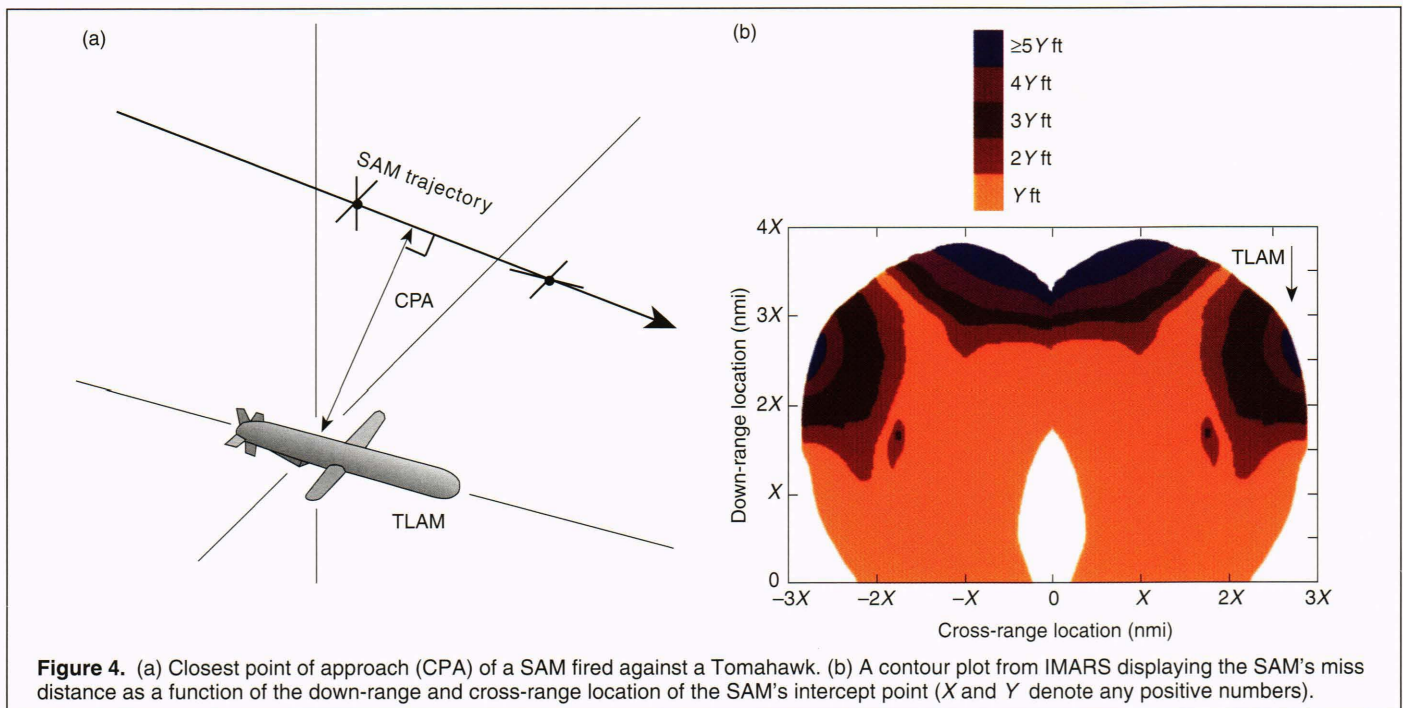 (a)
SAM trajectory
CPA
TLAM
(b)
≥5Y ft
4Y ft
3Y ft
2Y ft
Y ft
TLAM
4X
3X
2X
X
0
Down-range location (nmi)
–3X –2X –X 0 X 2X 3X
Cross-range location (nmi)
Figure 4. (a) Closest point of approach (CPA) of a SAM fired against a Tomahawk. (b) A contour plot from IMARS displaying the SAM's miss
distance as a function of the down-range and cross-range location of the SAM's intercept point (X and Y denote any positive numbers).